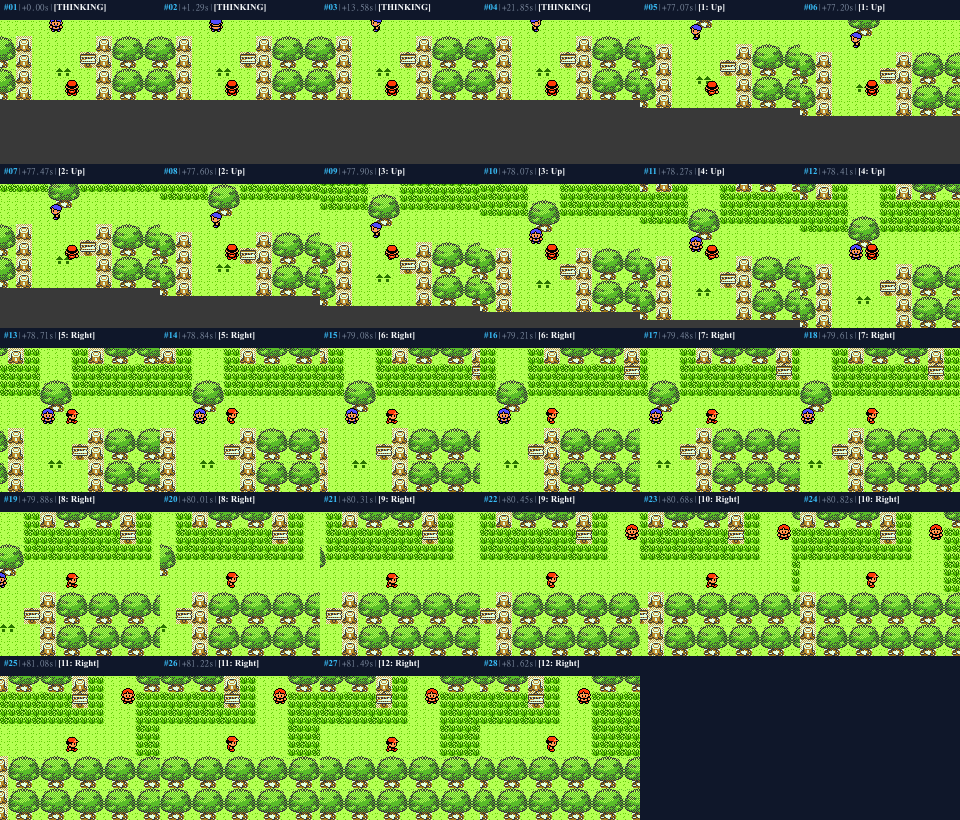 #01|+0.00s|[THINKING]
#02|+1.29s|[THINKING]
#03|+13.58s|[THINKING]
#04|+21.85s|[THINKING]
#05|+77.07s|[1: Up]
#06|+77.20s|[1: Up]
#07|+77.47s|[2: Up]
#08|+77.60s|[2: Up]
#09|+77.90s|[3: Up]
#10|+78.07s|[3: Up]
#11|+78.27s|[4: Up]
#12|+78.41s|[4: Up]
#13|+78.71s|[5: Right]
#14|+78.84s|[5: Right]
#15|+79.08s|[6: Right]
#16|+79.21s|[6: Right]
#17|+79.48s|[7: Right]
#18|+79.61s|[7: Right]
#19|+79.88s|[8: Right]
#20|+80.01s|[8: Right]
#21|+80.31s|[9: Right]
#22|+80.45s|[9: Right]
#23|+80.68s|[10: Right]
#24|+80.82s|[10: Right]
#25|+81.08s|[11: Right]
#26|+81.22s|[11: Right]
#27|+81.49s|[12: Right]
#28|+81.62s|[12: Right]